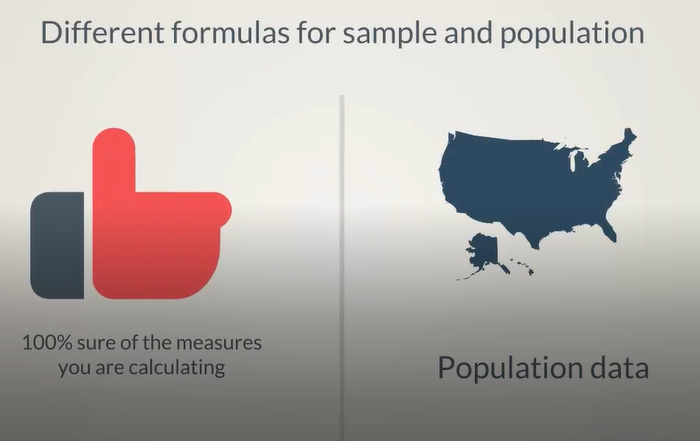 Different formulas for sample and population
100% sure of the measures
you are calculating
Population data